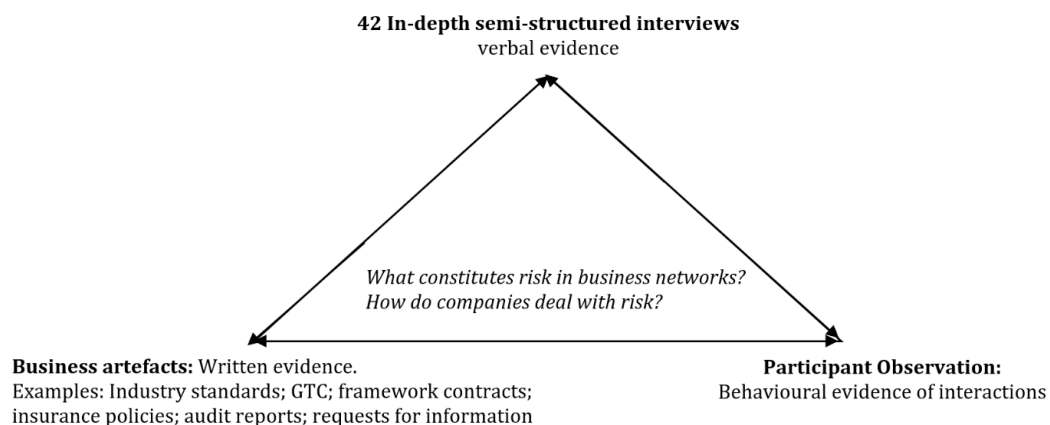 42 In-depth semi-structured interviews
verbal evidence
What constitutes risk in business networks?
How do companies deal with risk?
Business artefacts: Written evidence.
Examples: Industry standards; GTC; framework contracts;
insurance policies; audit reports; requests for information
Participant Observation:
Behavioural evidence of interactions